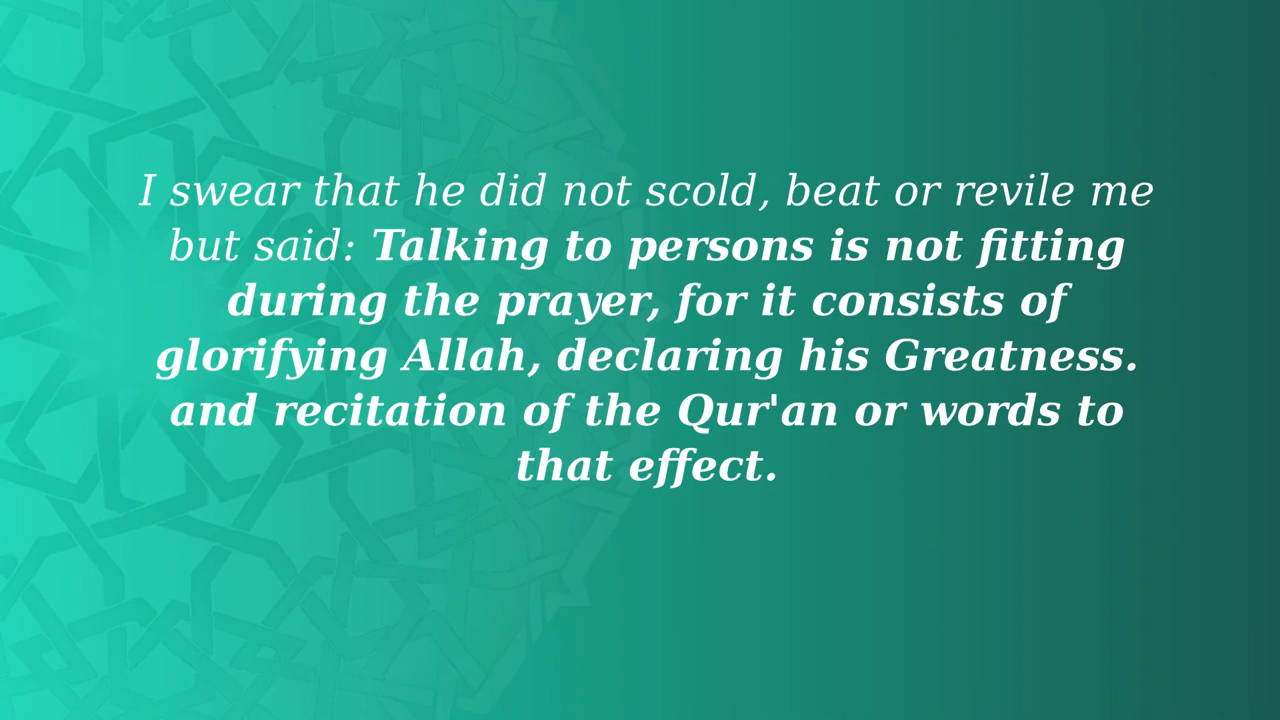 I swear that he did not scold, beat or revile me
but said: Talking to persons is not fitting
during the prayer, for it consists of
glorifying Allah, declaring his Greatness.
and recitation of the Qur'an or words to
that effect.